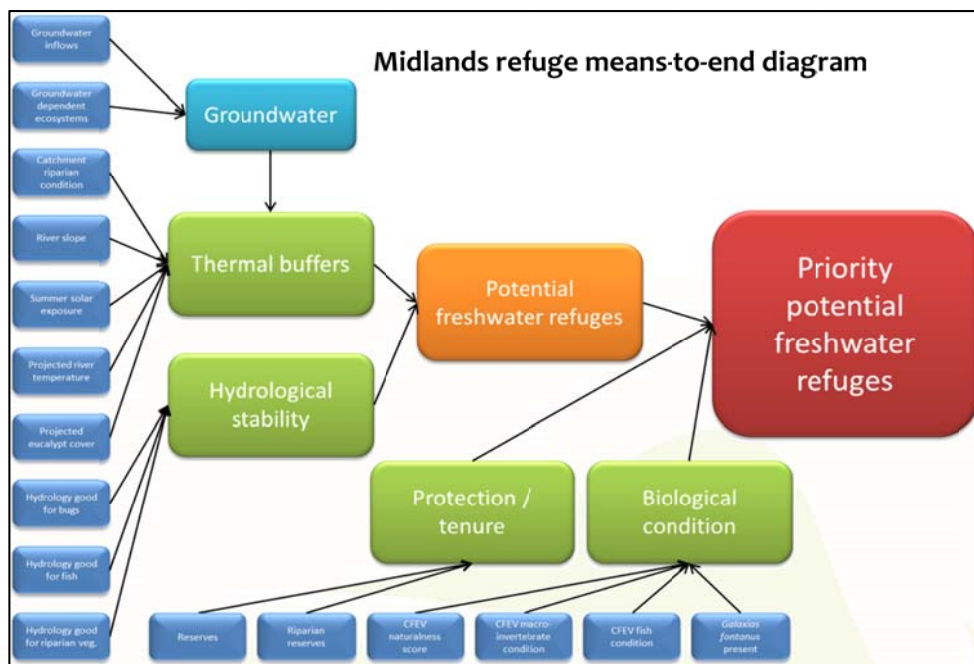 Midlands refuge means-to-end diagram
Groundwater
inflows
Groundwater
dependent
ecosystems
Catchment
riparian
condition
River slope
Summer solar
exposure
Projected river
temperature
Projected
eucalypt cover
Hydrology good
for bugs
Hydrology good
for fish
Hydrology good
for riparian veg.
Groundwater
Thermal buffers
Hydrological
stability
Potential
freshwater refuges
Priority
potential
freshwater
refuges
Protection /
tenure
Biological
condition
Reserves
Riparian
reserves
CFEV
naturalness
score
CFEV macro-
invertebrate
condition
CFEV fish
condition
Galaxias
fontanus
present